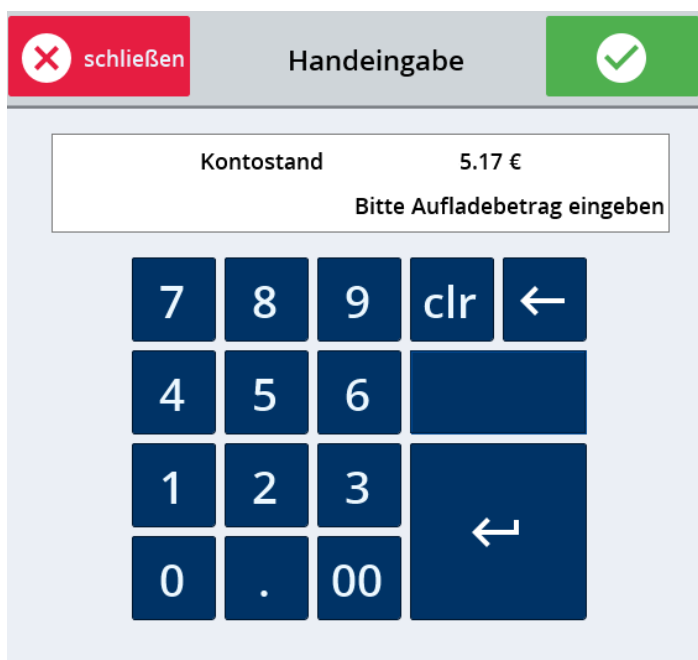 schließen Handeingabe
Kontostand 5.17 €
Bitte Aufladebetrag eingeben
7 8 9 clr ←
4 5 6
1 2 3 ↵
0 . 00